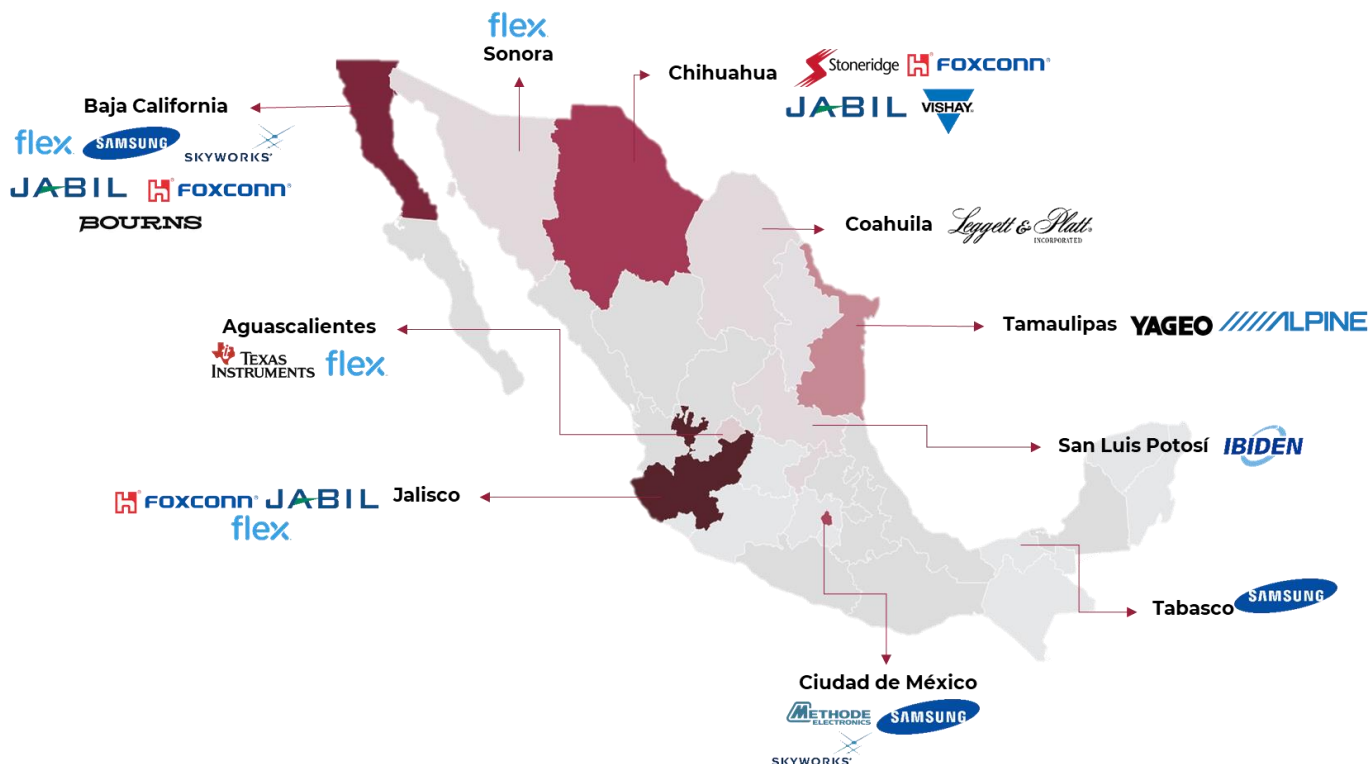 flex
Sonora
Chihuahua
Stoneridge
FOXCONN®
JABIL
VISHAY
Baja California
flex
SAMSUNG
SKYWORKS®
JABIL
FOXCONN®
BOURNS
Coahuila
Leggett & Platt
INCORPORATED
Aguascalientes
TEXAS
INSTRUMENTS
flex
Tamaulipas
YAGEO
ALPINE
San Luis Potosí
IBIDEN
FOXCONN®
JABIL
Jalisco
flex
Tabasco
SAMSUNG
Ciudad de México
METHODE
ELECTRONICS
SAMSUNG
SKYWORKS®